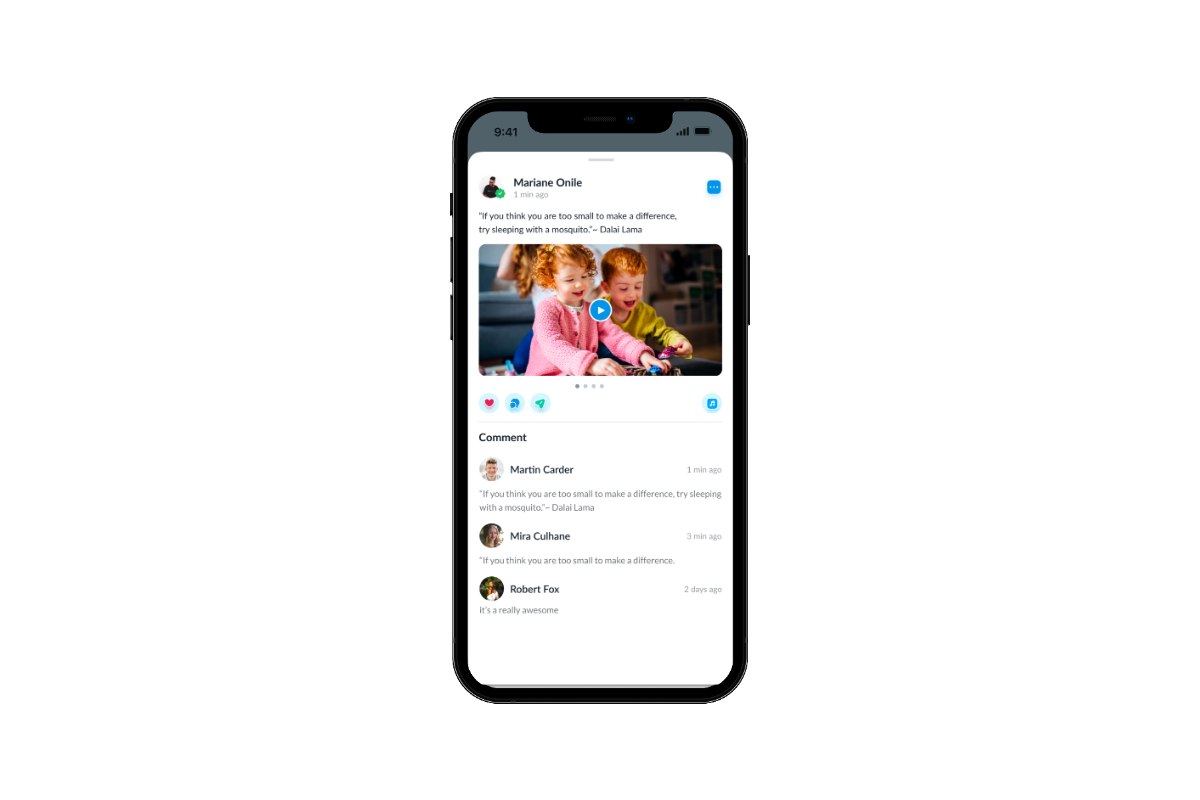 9:41
Mariane Onile
1 min ago
"If you think you are too small to make a difference,
try sleeping with a mosquito."~ Dalai Lama
Comment
Martin Carder 1 min ago
"If you think you are too small to make a difference, try sleeping
with a mosquito."~ Dalai Lama
Mira Culhane 3 min ago
"If you think you are too small to make a difference.
Robert Fox 2 days ago
it's a really awesome